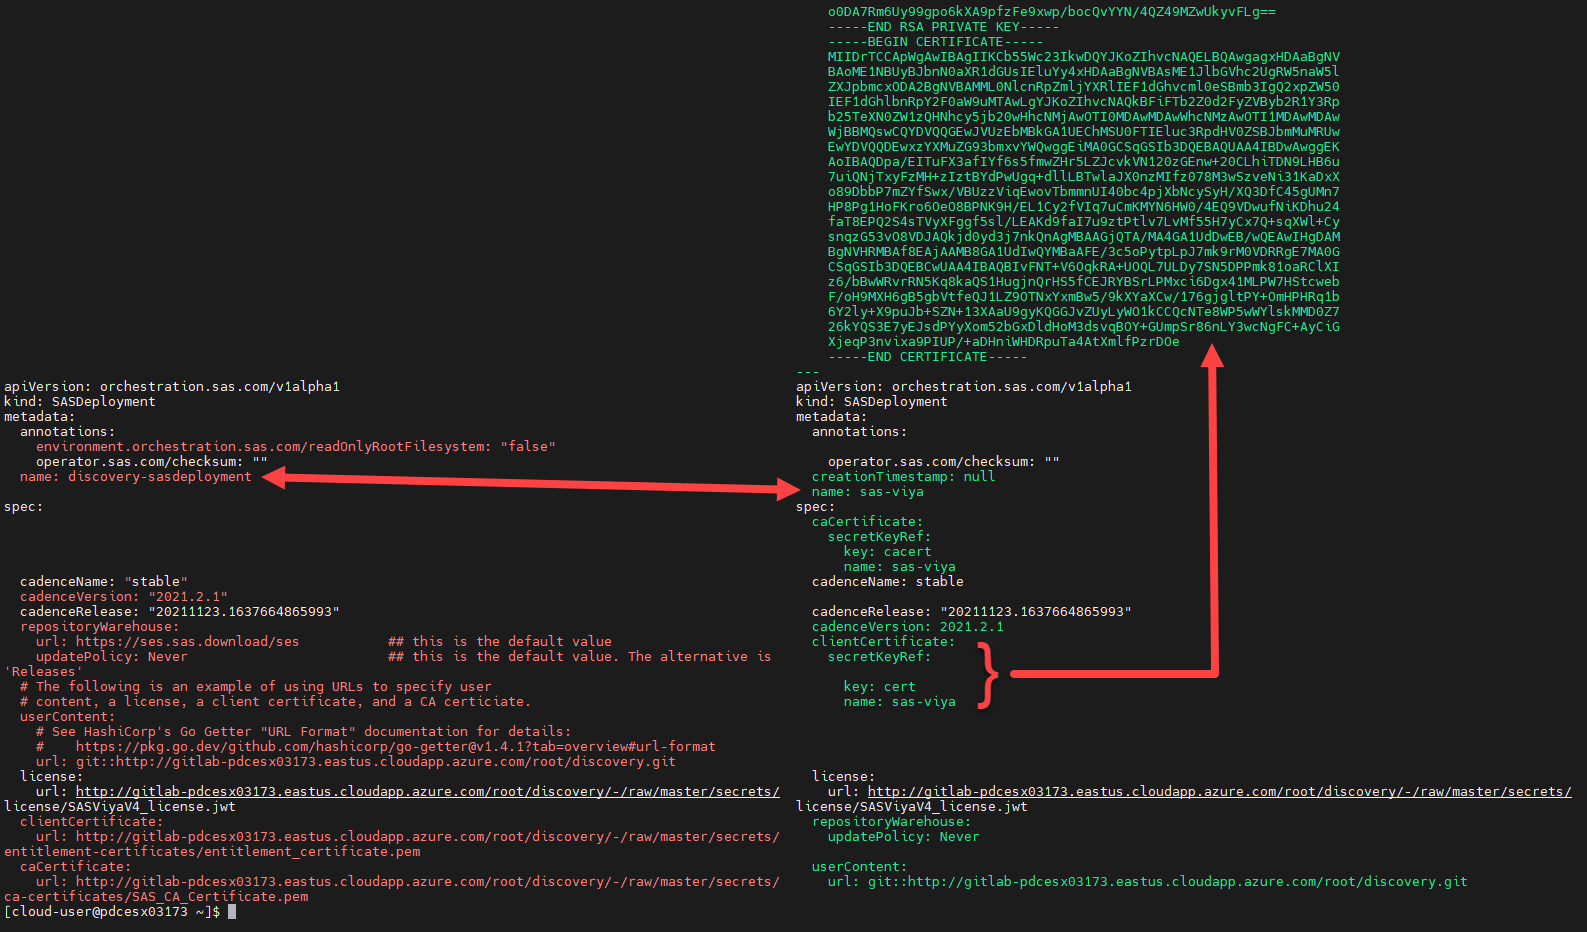 apiVersion: orchestration.sas.com/v1alpha1
kind: SASDeployment
metadata:
annotations:
environment.orchestration.sas.com/readOnlyRootFilesystem: "false"
operator.sas.com/checksum: ""
name: discovery-sasdeployment
spec:
cadenceName: "stable"
cadenceVersion: "2021.2.1"
cadenceRelease: "20211123.1637664865993"
repositoryWarehouse:
url: https://ses.sas.download/ses ## this is the default value
updatePolicy: Never ## this is the default value. The alternative is
'Releases'
# The following is an example of using URLs to specify user
# content, a license, a client certificate, and a CA certiciate.
userContent:
# See HashiCorp's Go Getter "URL Format" documentation for details:
# https://pkg.go.dev/github.com/hashicorp/go-getter@v1.4.1?tab=overview#url-format
url: git::http://gitlab-pdcesx03173.eastus.cloudapp.azure.com/root/discovery.git
license:
url: http://gitlab-pdcesx03173.eastus.cloudapp.azure.com/root/discovery/-/raw/master/secrets/
license/SASViyaV4_license.jwt
clientCertificate:
url: http://gitlab-pdcesx03173.eastus.cloudapp.azure.com/root/discovery/-/raw/master/secrets/
entitlement-certificates/entitlement_certificate.pem
caCertificate:
url: http://gitlab-pdcesx03173.eastus.cloudapp.azure.com/root/discovery/-/raw/master/secrets/
ca-certificates/SAS_CA_Certificate.pem
[cloud-user@pdcesx03173 ~]$
o0DA7Rm6Uy99gpo6kXA9pfzFe9xwp/bocQvYYN/4QZ49MZwUkyvFLg==
-----END RSA PRIVATE KEY-----
-----BEGIN CERTIFICATE-----
MIIDrTCCApWgAwIBAgIIKCb55Wc23IkwDQYJKoZIhvcNAQELBQAwgagxHDAaBgNV
BAoME1NBUyBJbnN0aXR1dGUsIEluYy4xHDAaBgNVBAsME1JlbGVhc2UgRW5naW5l
ZXJpbmcxODA2BgNVBAMML0NlcnRpZmljYXRlIEF1dGhvcml0eSBmb3IgQ2xpZW50
IEF1dGhlbnRpY2F0aW9uMTAwLgYJKoZIhvcNAQkBFiFTb2Z0d2FyZVByb2R1Y3Rp
b25TeXN0ZW1zQHNhcy5jb20wHhcNMjAwOTI0MDAwMDAwWhcNMzAwOTI1MDAwMDAw
WjBBMQswCQYDVQQGEwJVUzEbMBkGA1UEChMSU0FTIEluc3RpdHV0ZSBJbmMuMRUw
EwYDVQQDEwxzYXMuZG93bmxvYWQwggEiMA0GCSqGSIb3DQEBAQUAA4IBDwAwggEK
AoIBAQDpa/EITuFX3afIYf6s5fmwZHr5LZJcvkVN120zGEnw+20CLhiTDN9LHB6u
7uiQNjTxyFzMH+zIztBYdPwUgq+dllLBTwlaJX0nzMIfz078M3wSzveNi31KaDxX
o89DbbP7mZYfSwx/VBUzzViqEwovTbmmnUI40bc4pjXbNcySyH/XQ3DfC45gUMn7
HP8Pg1HoFKro6OeO8BPNK9H/EL1Cy2fVIq7uCmKMYN6HW0/4EQ9VDwufNiKDhu24
faT8EPQ2S4sTVyXFggf5sl/LEAKd9faI7u9ztPtlv7LvMf55H7yCx7Q+sqXWl+Cy
snqzG53vO8VDJAQkjd0yd3j7nkQnAgMBAAGjQTA/MA4GA1UdDwEB/wQEAwIHgDAM
BgNVHRMBAf8EAjAAMB8GA1UdIwQYMBaAFE/3c5oPytpLpJ7mk9rM0VDRRgE7MA0G
CSqGSIb3DQEBCwUAA4IBAQBIvFNT+V6OqkRA+UOQL7ULDy7SN5DPPmk81oaRClXI
z6/bBwWRvrRN5Kq8kaQS1HugjnQrHS5fCEJRYBSrLPMxci6Dgx41MLPW7HStcweb
F/oH9MXH6gB5gbVtfeQJ1LZ9OTNxYxmBw5/9kXYaXCw/176gjgltPY+OmHPHRq1b
6Y2ly+X9puJb+SZN+13XAaU9gyKQGGJvZUyLyWO1kCCQcNTe8WP5wWYlskMMD0Z7
26kYQS3E7yEJsdPYyXom52bGxDldHoM3dsvqBOY+GUmpSr86nLY3wcNgFC+AyCiG
XjeqP3nvixa9PIUP/+aDHniWHDRpuTa4AtXmlfPzrDOe
-----END CERTIFICATE-----
---
apiVersion: orchestration.sas.com/v1alpha1
kind: SASDeployment
metadata:
annotations:
operator.sas.com/checksum: ""
creationTimestamp: null
name: sas-viya
spec:
caCertificate:
secretKeyRef:
key: cacert
name: sas-viya
cadenceName: stable
cadenceRelease: "20211123.1637664865993"
cadenceVersion: 2021.2.1
clientCertificate:
secretKeyRef:
key: cert
name: sas-viya
license:
url: http://gitlab-pdcesx03173.eastus.cloudapp.azure.com/root/discovery/-/raw/master/secrets/
license/SASViyaV4_license.jwt
repositoryWarehouse:
updatePolicy: Never
userContent:
url: git::http://gitlab-pdcesx03173.eastus.cloudapp.azure.com/root/discovery.git